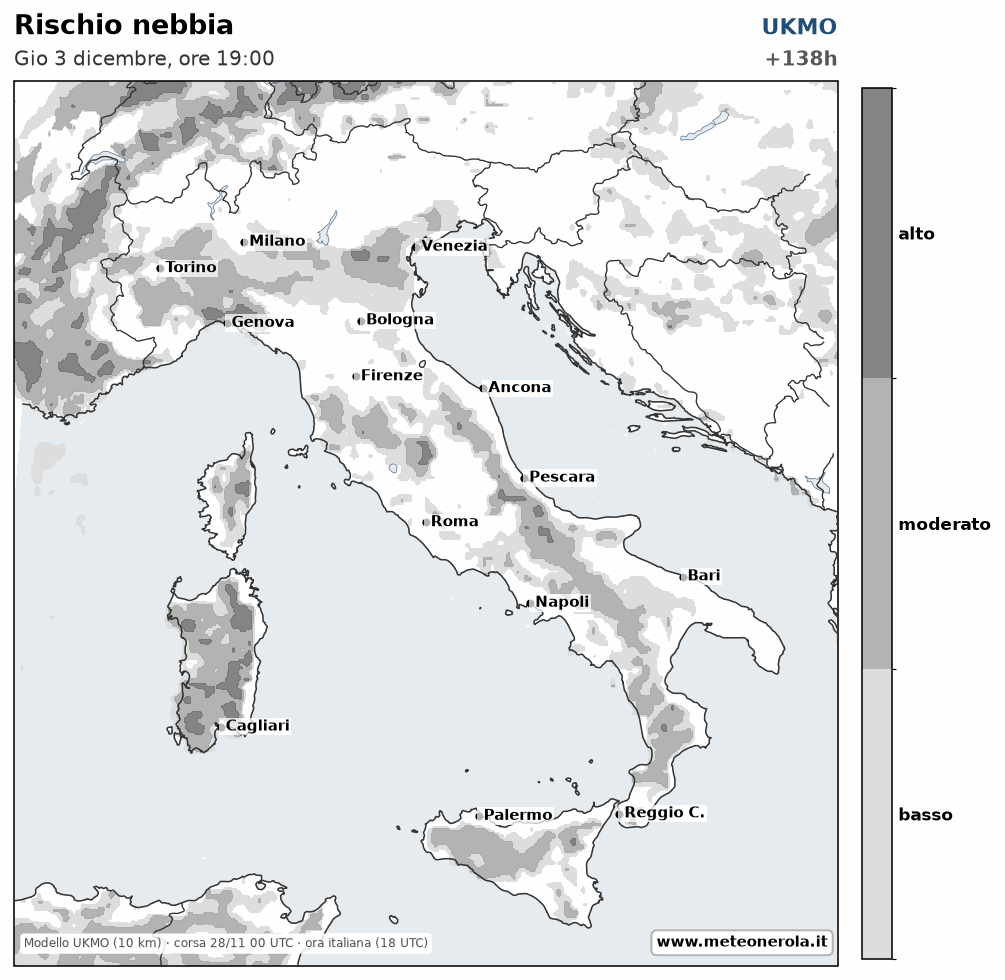 Rischio nebbia
UKMO
Gio 3 dicembre, ore 19:00
+138h
alto
Milano
Venezia
Torino
Genova
Bologna
Firenze
Ancona
Pescara
Roma
moderato
Bari
Napoli
Cagliari
Palermo
Reggio C.
basso
Modello UKMO (10 km) · corsa 28/11 00 UTC · ora italiana (18 UTC)
www.meteonerola.it